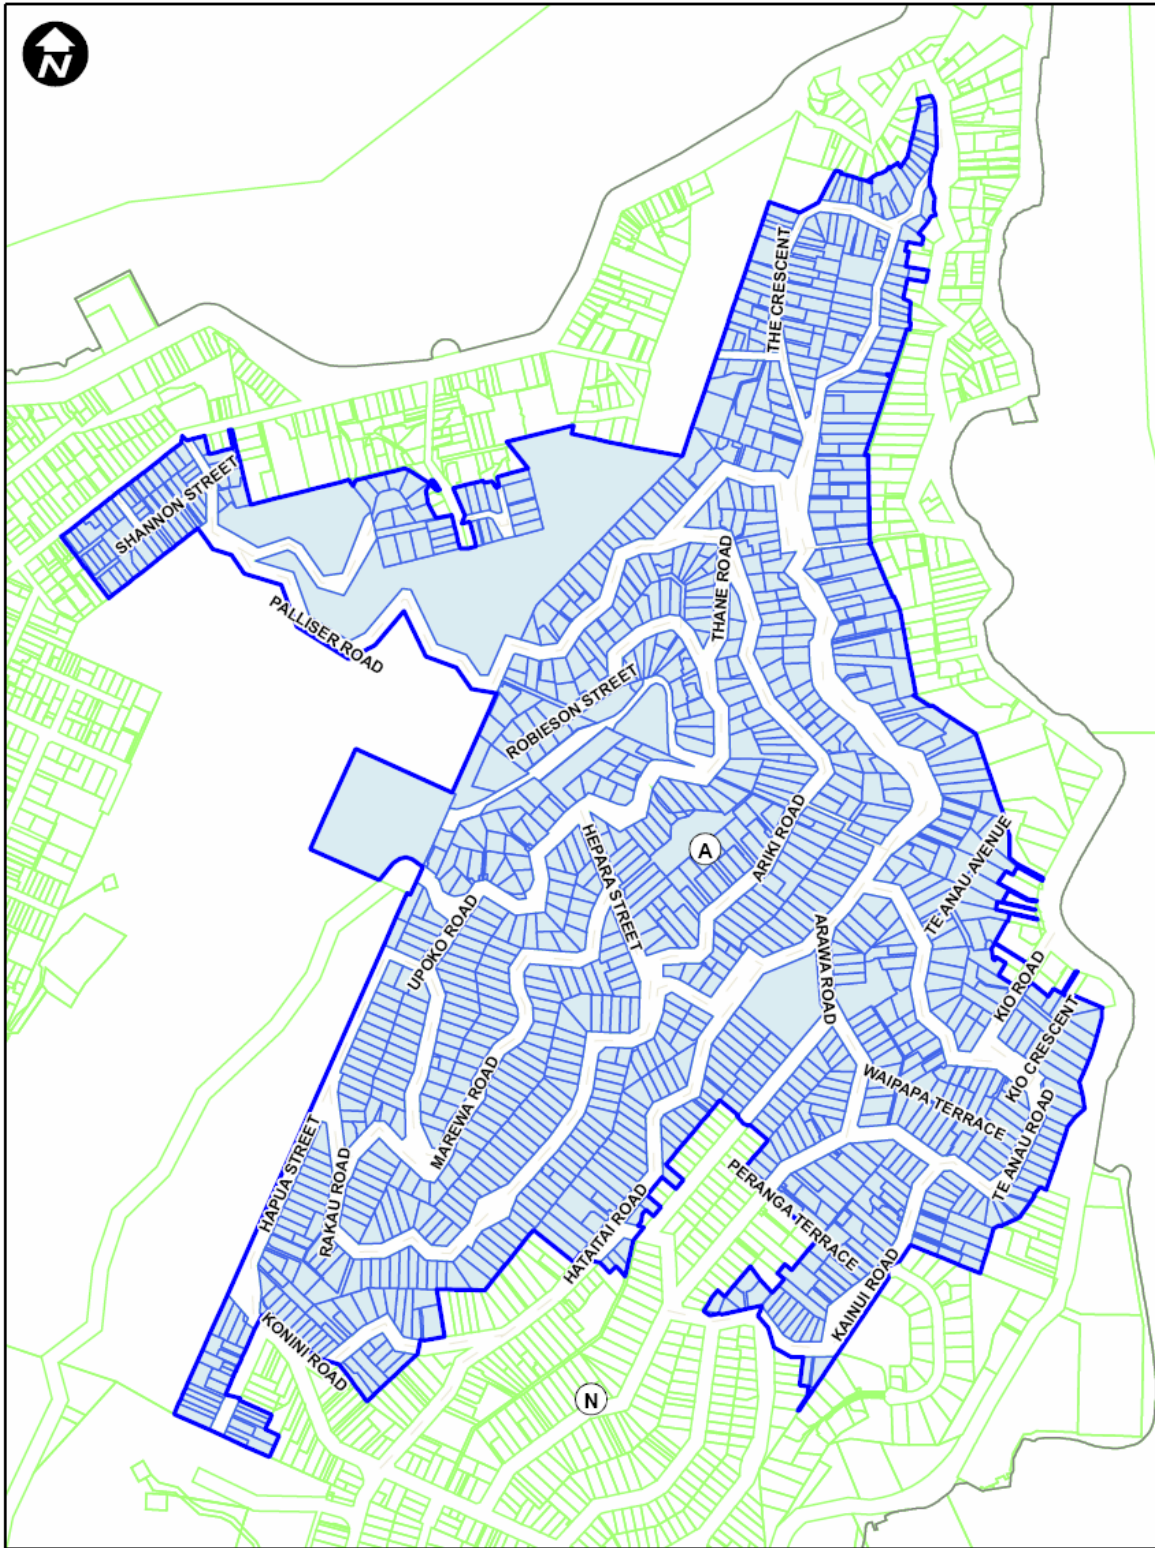 N
THE CRESCENT
SHANNON STREET
THANE ROAD
PALLISER ROAD
ROBIESON STREET
HEPARA STREET
A
ARIKI ROAD
TE ANAU AVENUE
UPOKO ROAD
ARAWA ROAD
KIO ROAD
KIO CRESCENT
MAREWA ROAD
WAIPAPA TERRACE
TE ANAU ROAD
HAPUA STREET
RAKAU ROAD
PERANGA TERRACE
HATAITAI ROAD
KAINUI ROAD
KONINI ROAD
N